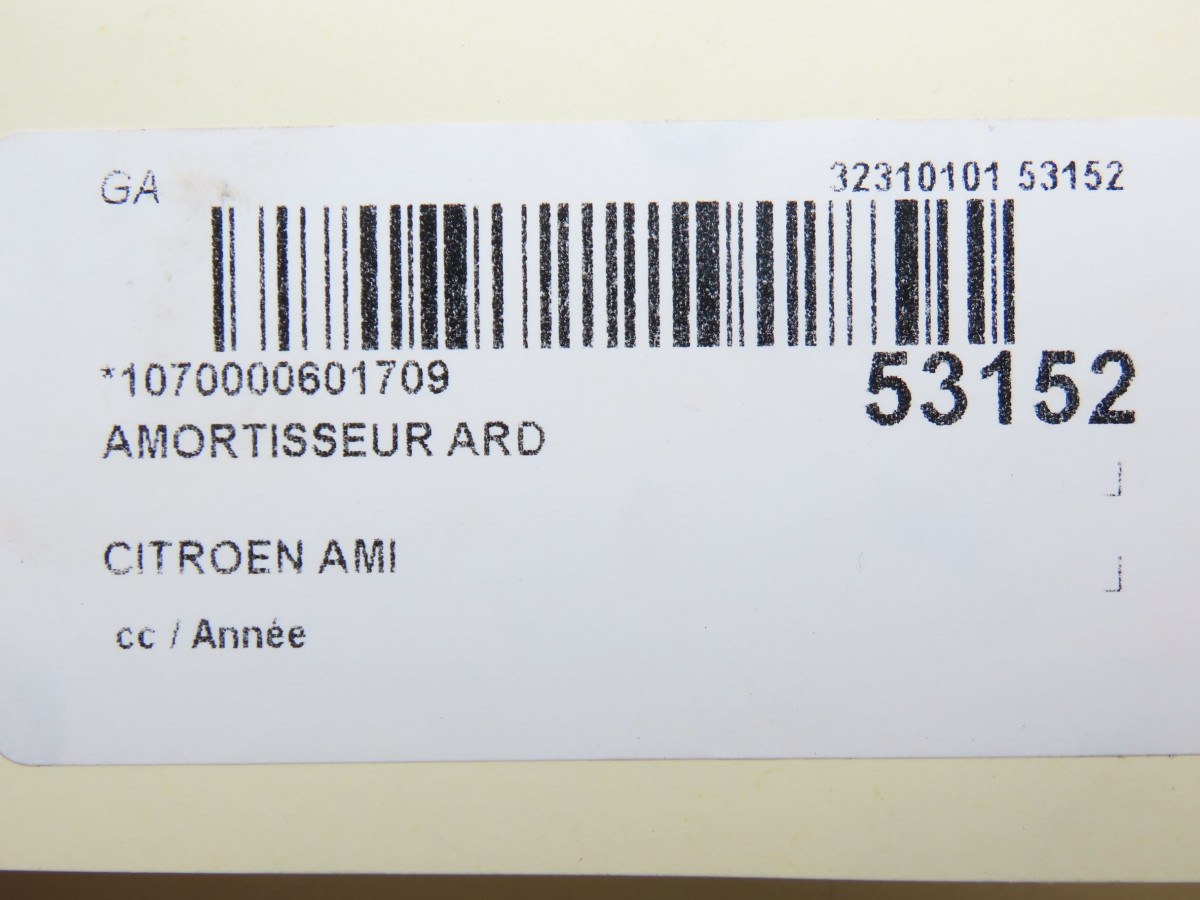 GA
32310101 53152
*1070000601709
53152
AMORTISSEUR ARD
CITROEN AMI
cc / Année